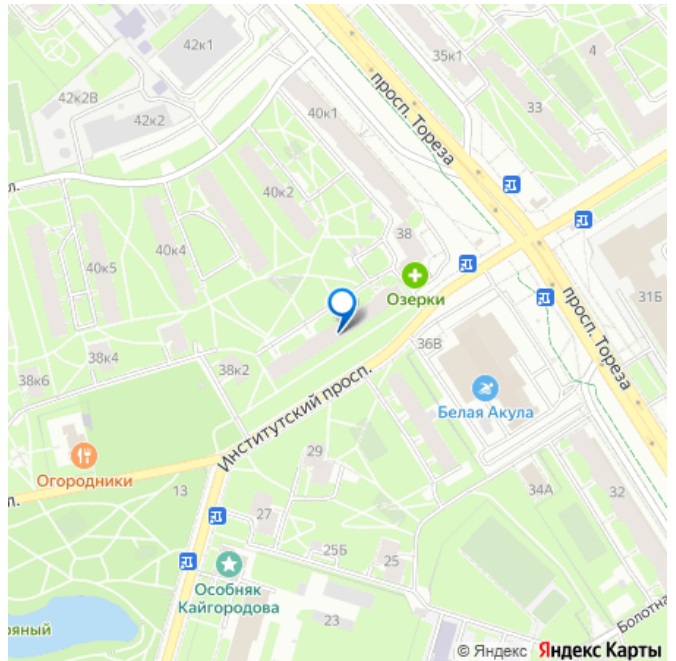 42к1
35к1
4
42к2В
просп. Тореза
33
40к1
42к2
л.
40к2
38
40к4
40к5
Озерки
31Б
просп. Тореза
36В
38к4
38к2
38к6
Белая Акула
Институтский просп.
29
Огородники
13
34А
32
л.
27
25Б
25
Особняк
Кайгородова
23
Болотна
ряный
© Яндекс Яндекс Карты